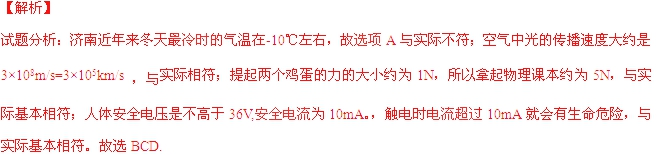 【解析】
试题分析：济南近年来冬天最冷时的气温在-10℃左右，故选项 A 与实际不符；空气中光的传播速度大约是
3×10⁸m/s=3×10⁵km/s ，与实际相符；提起两个鸡蛋的力的大小约为 1N，所以拿起物理课本约为 5N，与实
际基本相符；人体安全电压是不高于 36V,安全电流为 10mA。，触电时电流超过 10mA 就会有生命危险，与
实际基本相符。故选 BCD.